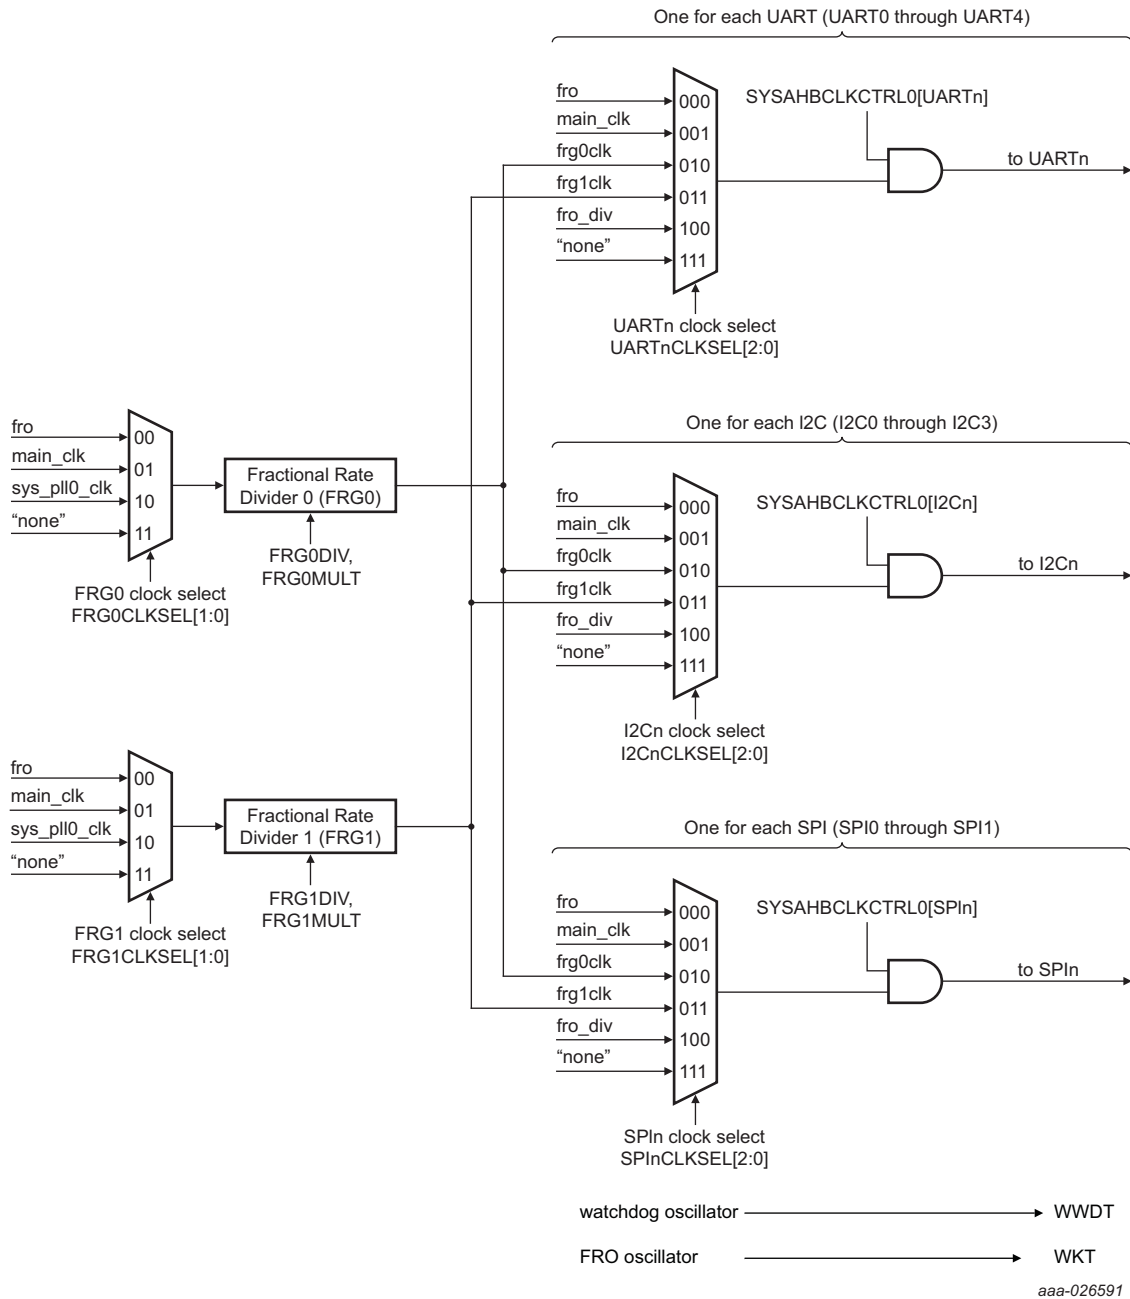 One for each UART (UART0 through UART4)
fro
000
SYSAHBCLKCTRL0[UARTn]
main_clk
001
frg0clk
010
to UARTn
frg1clk
011
fro_div
100
“none”
111
UARTn clock select
UARTnCLKSEL[2:0]
fro
00
main_clk
01
sys_pll0_clk
10
“none”
11
Fractional Rate
Divider 0 (FRG0)
FRG0DIV,
FRG0MULT
FRG0 clock select
FRG0CLKSEL[1:0]
One for each I2C (I2C0 through I2C3)
fro
000
SYSAHBCLKCTRL0[I2Cn]
main_clk
001
frg0clk
010
to I2Cn
frg1clk
011
fro_div
100
“none”
111
I2Cn clock select
I2CnCLKSEL[2:0]
fro
00
main_clk
01
sys_pll0_clk
10
“none”
11
Fractional Rate
Divider 1 (FRG1)
FRG1DIV,
FRG1MULT
FRG1 clock select
FRG1CLKSEL[1:0]
One for each SPI (SPI0 through SPI1)
fro
000
SYSAHBCLKCTRL0[SPIn]
main_clk
001
frg0clk
010
to SPIn
frg1clk
011
fro_div
100
“none”
111
SPIn clock select
SPInCLKSEL[2:0]
watchdog oscillator
WWDT
FRO oscillator
WKT
aaa-026591